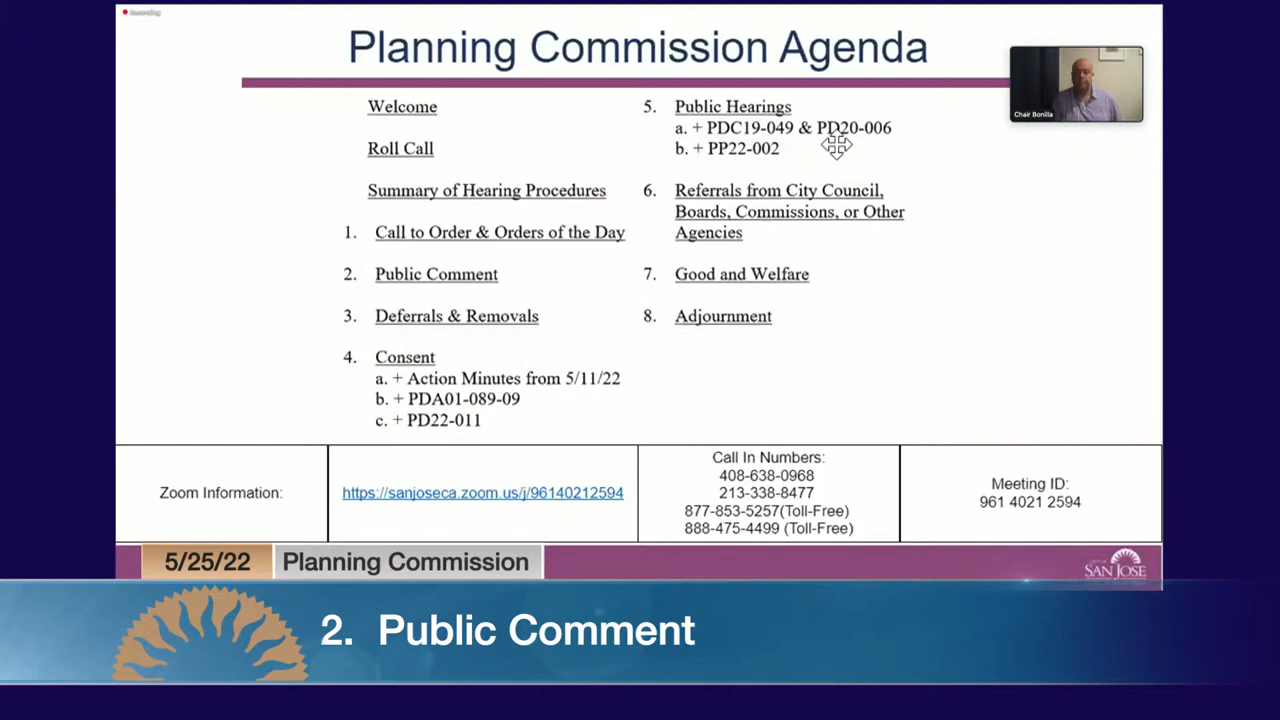 Recording
Planning Commission Agenda
Chair Bonilla
Welcome
Roll Call
Summary of Hearing Procedures
1. Call to Order & Orders of the Day
2. Public Comment
3. Deferrals & Removals
4. Consent
a. + Action Minutes from 5/11/22
b. + PDA01-089-09
c. + PD22-011
5. Public Hearings
a. + PDC19-049 & PD20-006
b. + PP22-002
6. Referrals from City Council,
Boards, Commissions, or Other
Agencies
7. Good and Welfare
8. Adjournment
Zoom Information:
https://sanjoseca.zoom.us/j/96140212594
Call In Numbers:
408-638-0968
213-338-8477
877-853-5257(Toll-Free)
888-475-4499 (Toll-Free)
Meeting ID:
961 4021 2594
5/25/22
Planning Commission
SAN JOSE
2. Public Comment